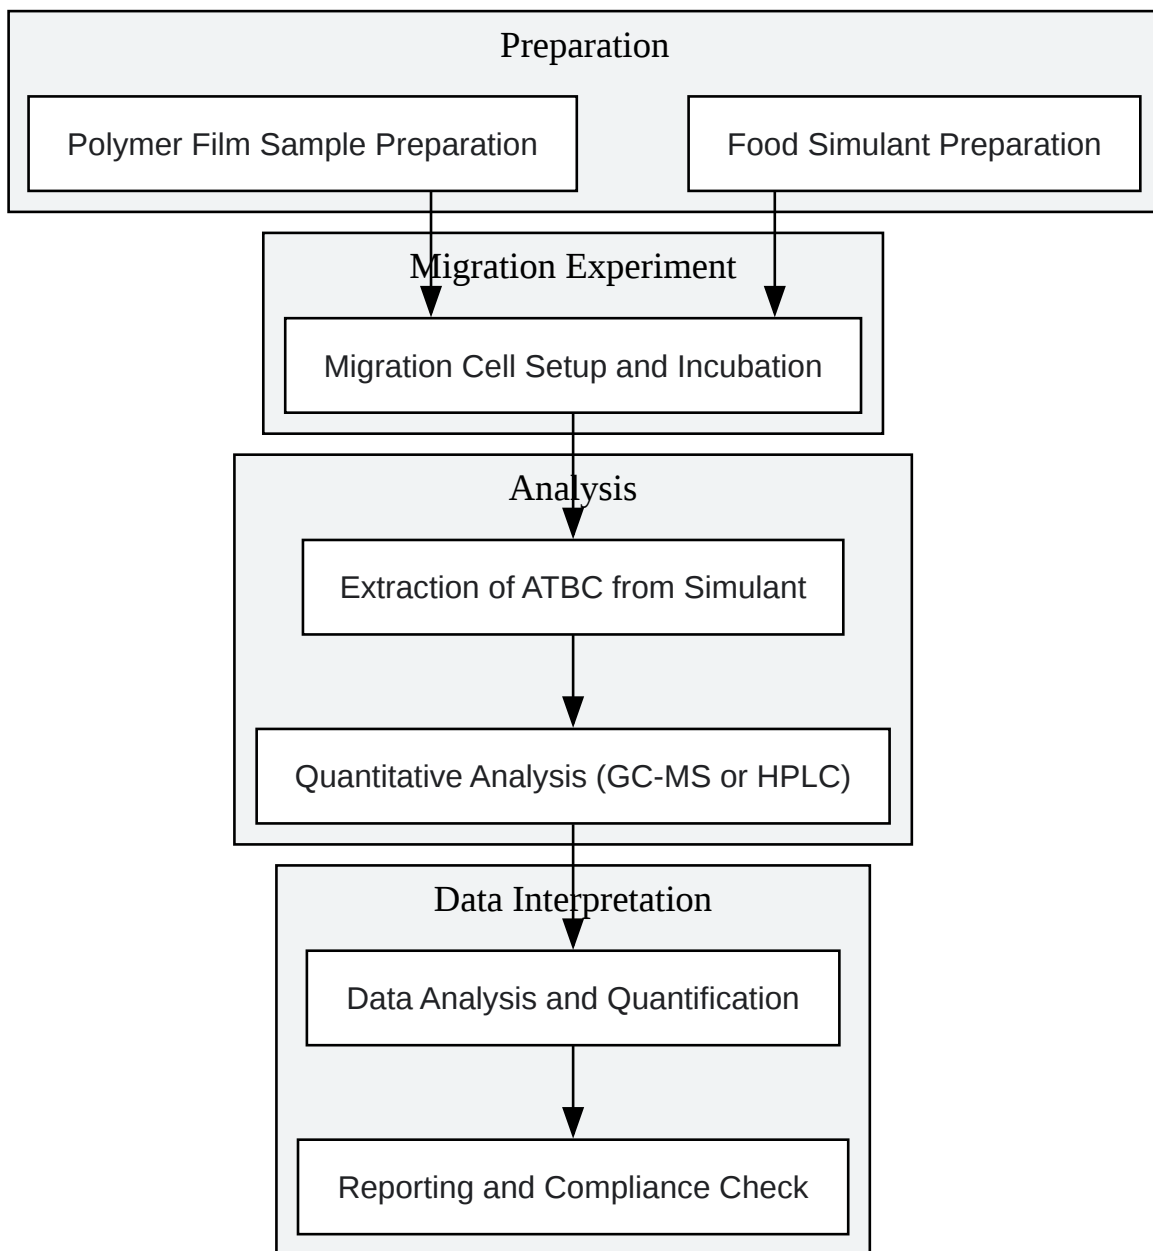 Preparation
Polymer Film Sample Preparation
Food Simulant Preparation
Migration Experiment
Migration Cell Setup and Incubation
Analysis
Extraction of ATBC from Simulant
Quantitative Analysis (GC-MS or HPLC)
Data Interpretation
Data Analysis and Quantification
Reporting and Compliance Check